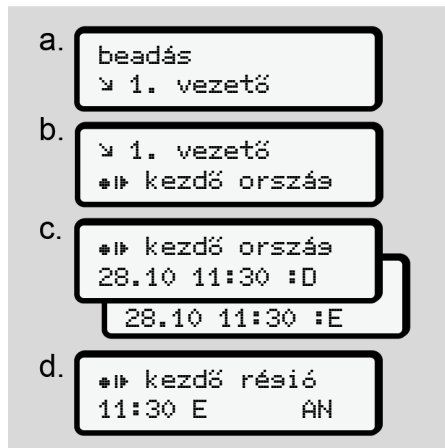 a.
beadás
↘ 1. vezető
b.
↘ 1. vezető
●I▶ kezdő ország
c.
●I▶ kezdő ország
28.10 11:30 :D
28.10 11:30 :E
d.
●I▶ kezdő régió
11:30 E AN